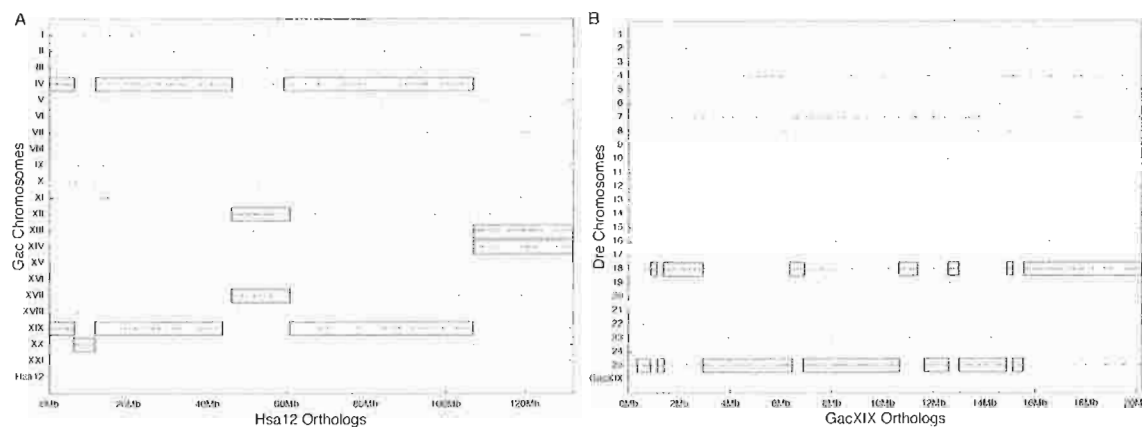 A
I
II
III
IV
V
VI
VII
VIII
IX
X
XI
XII
XIII
XIV
XV
XVI
XVII
XVIII
XIX
XX
XXI
Hsa12
Gac Chromosomes
0Mb 20Mb 40Mb 60Mb 80Mb 100Mb 120Mb
Hsa12 Orthologs
B
1
2
3
4
5
6
7
8
9
10
11
12
13
14
15
16
17
18
19
20
21
22
23
24
25
GacXIX
Dre Chromosomes
0Mb 2Mb 4Mb 6Mb 8Mb 10Mb 12Mb 14Mb 16Mb 18Mb 20Mb
GacXIX Orthologs